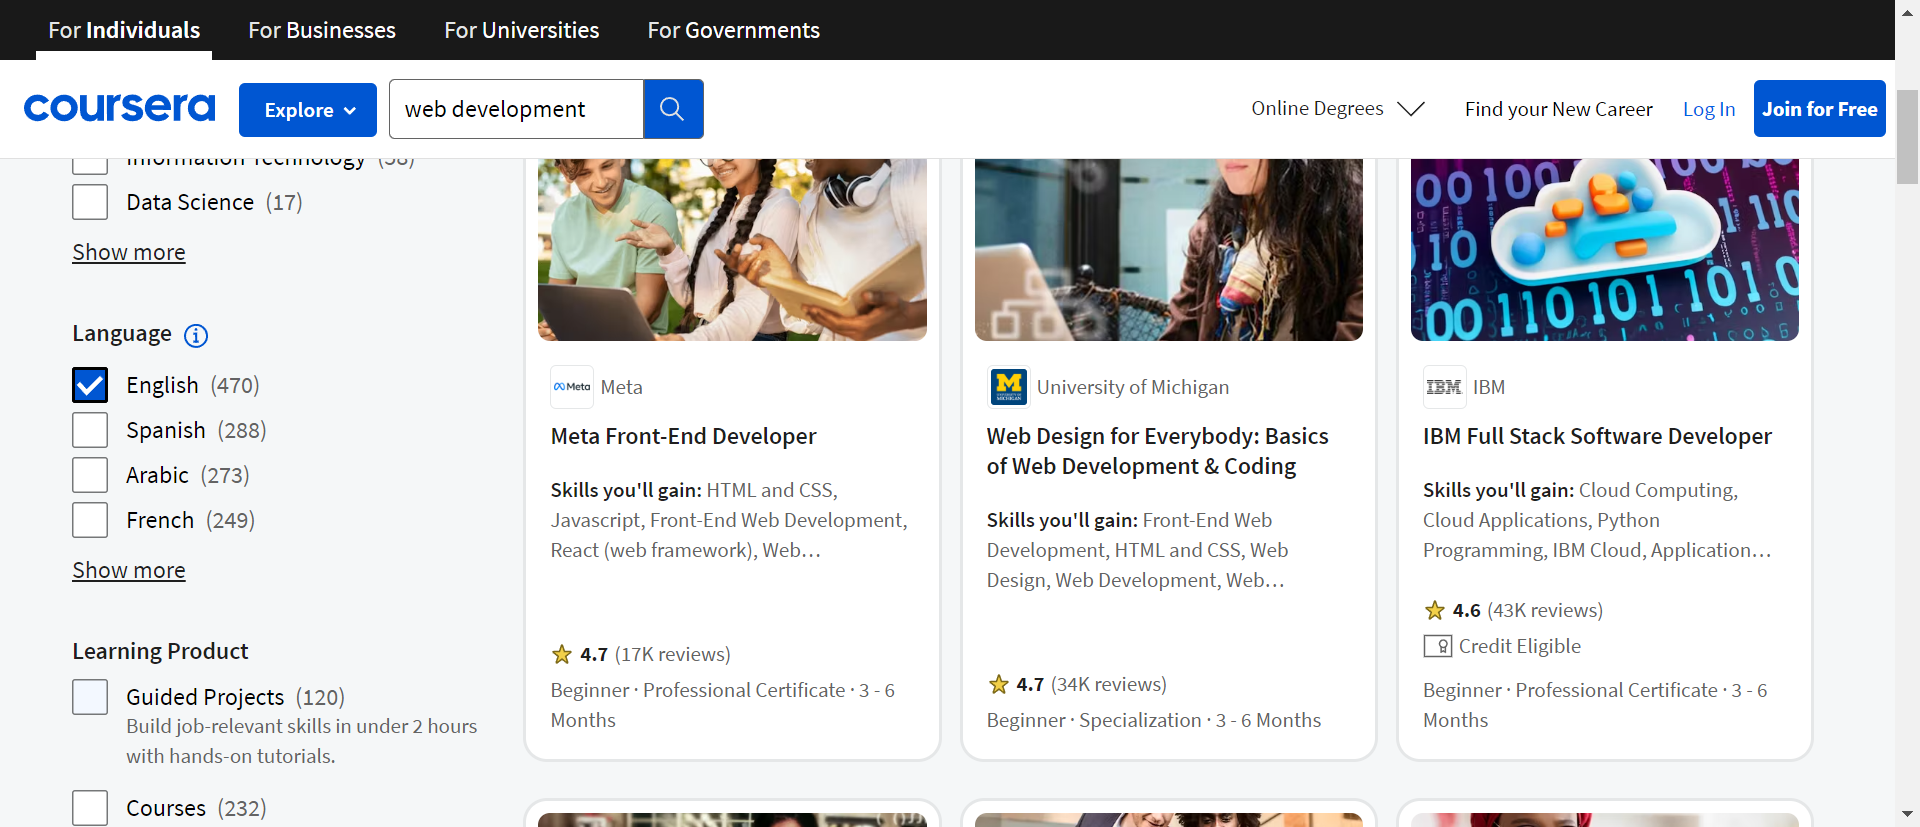 For Individuals For Businesses For Universities For Governments
coursera Explore web development Online Degrees Find your New Career Log In Join for Free
Information Technology (38)
Data Science (17)
Show more
Language
English (470)
Spanish (288)
Arabic (273)
French (249)
Show more
Learning Product
Guided Projects (120)
Build job-relevant skills in under 2 hours
with hands-on tutorials.
Courses (232)
Meta Meta
Meta Front-End Developer
Skills you'll gain: HTML and CSS,
Javascript, Front-End Web Development,
React (web framework), Web…
4.7 (17K reviews)
Beginner · Professional Certificate · 3 - 6
Months
M University of Michigan
Web Design for Everybody: Basics
of Web Development & Coding
Skills you'll gain: Front-End Web
Development, HTML and CSS, Web
Design, Web Development, Web…
4.7 (34K reviews)
Beginner · Specialization · 3 - 6 Months
IBM IBM
IBM Full Stack Software Developer
Skills you'll gain: Cloud Computing,
Cloud Applications, Python
Programming, IBM Cloud, Application…
4.6 (43K reviews)
Credit Eligible
Beginner · Professional Certificate · 3 - 6
Months